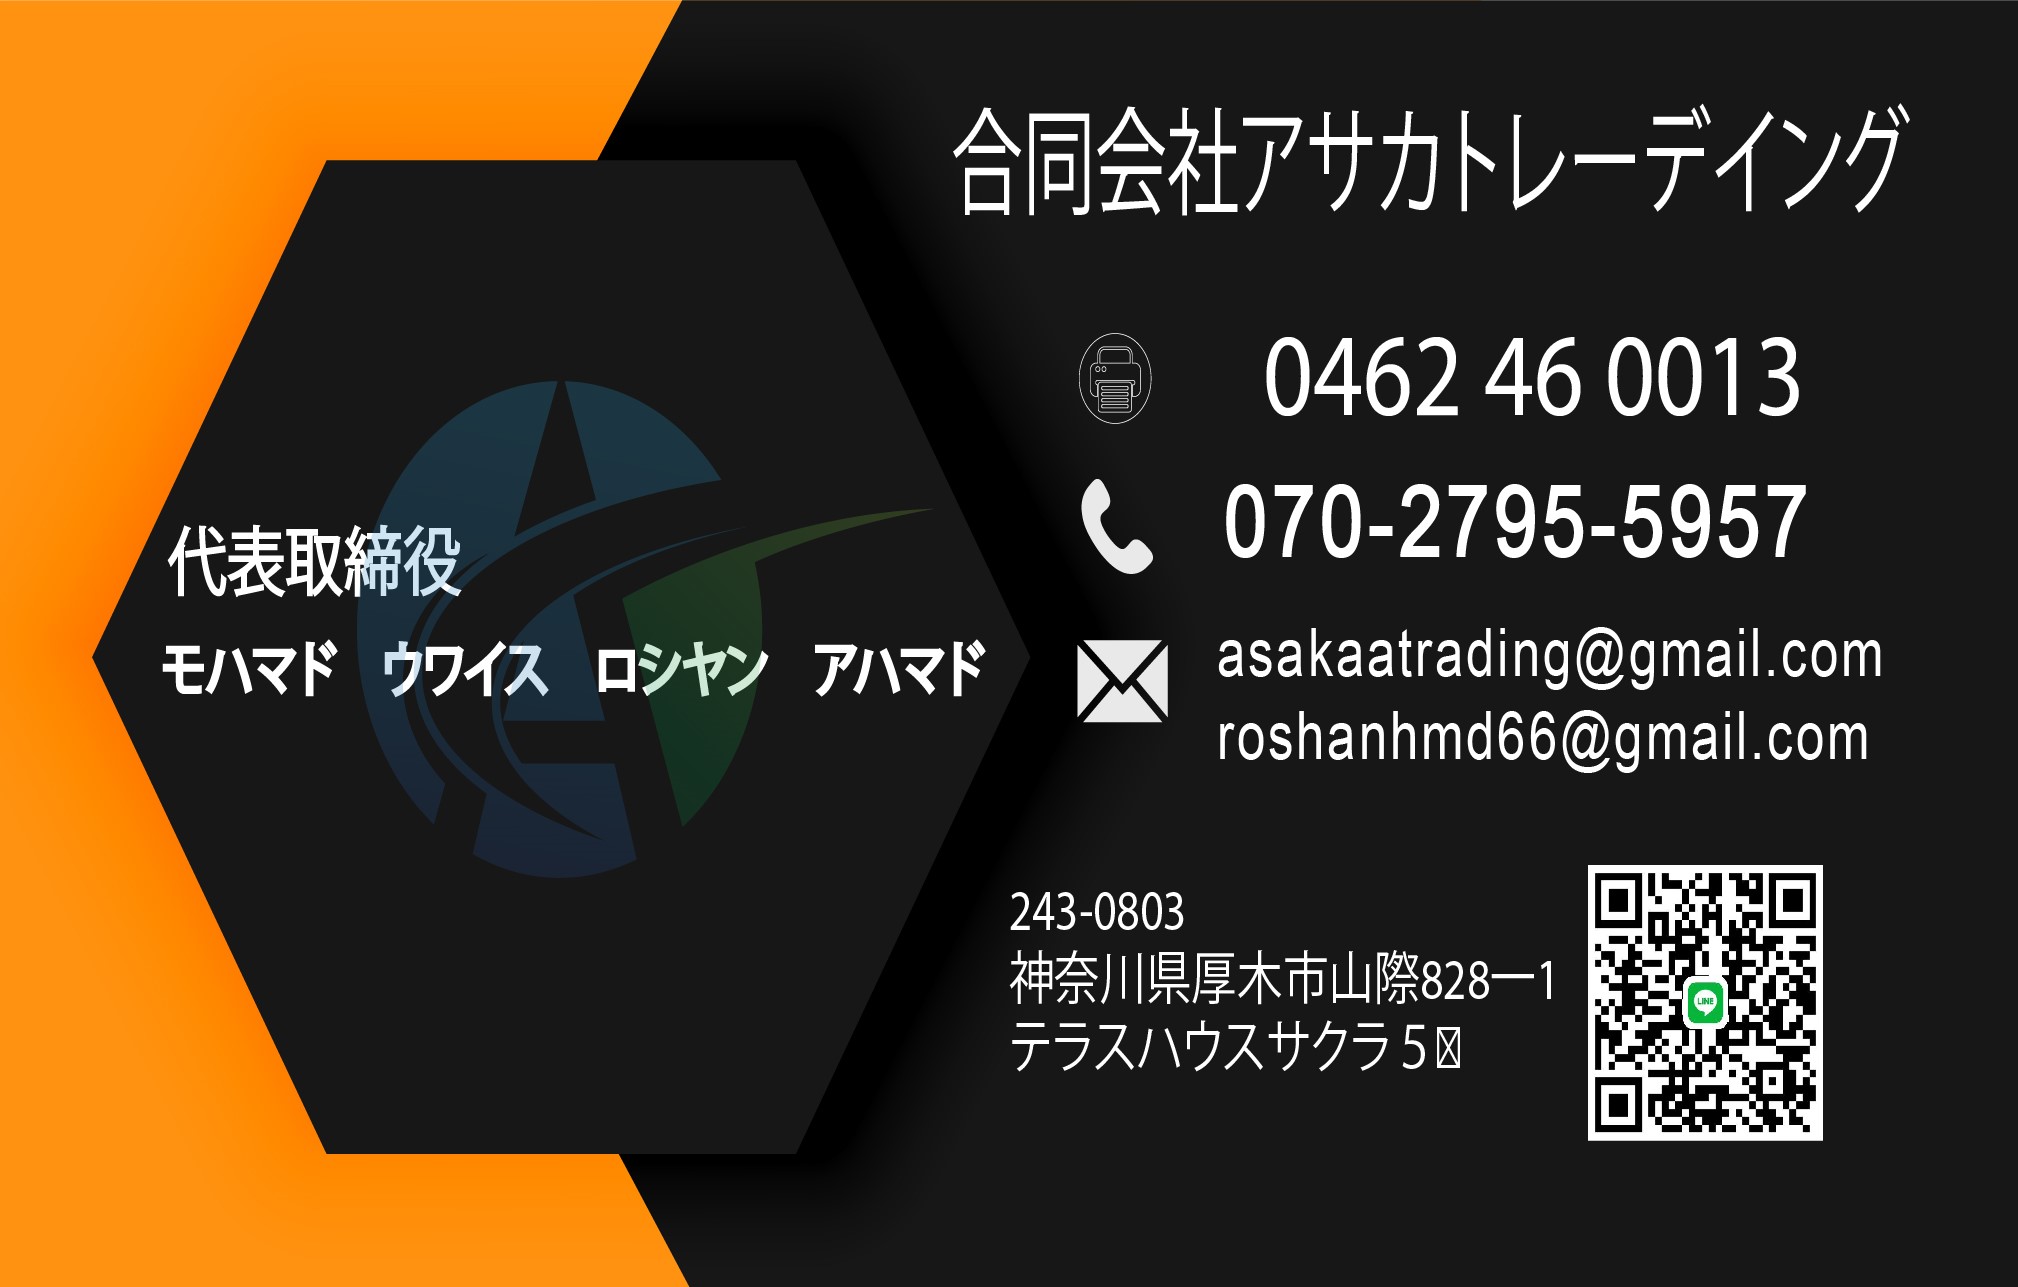 合同会社アサカトレーデイング
0462 46 0013
070-2795-5957
asakaatrading@gmail.com
roshanhmd66@gmail.com
代表取締役
モハマド　ウワイス　ロシヤン　アハマド
243-0803
神奈川県厚木市山際828ー1
テラスハウスサクラ５
LINE